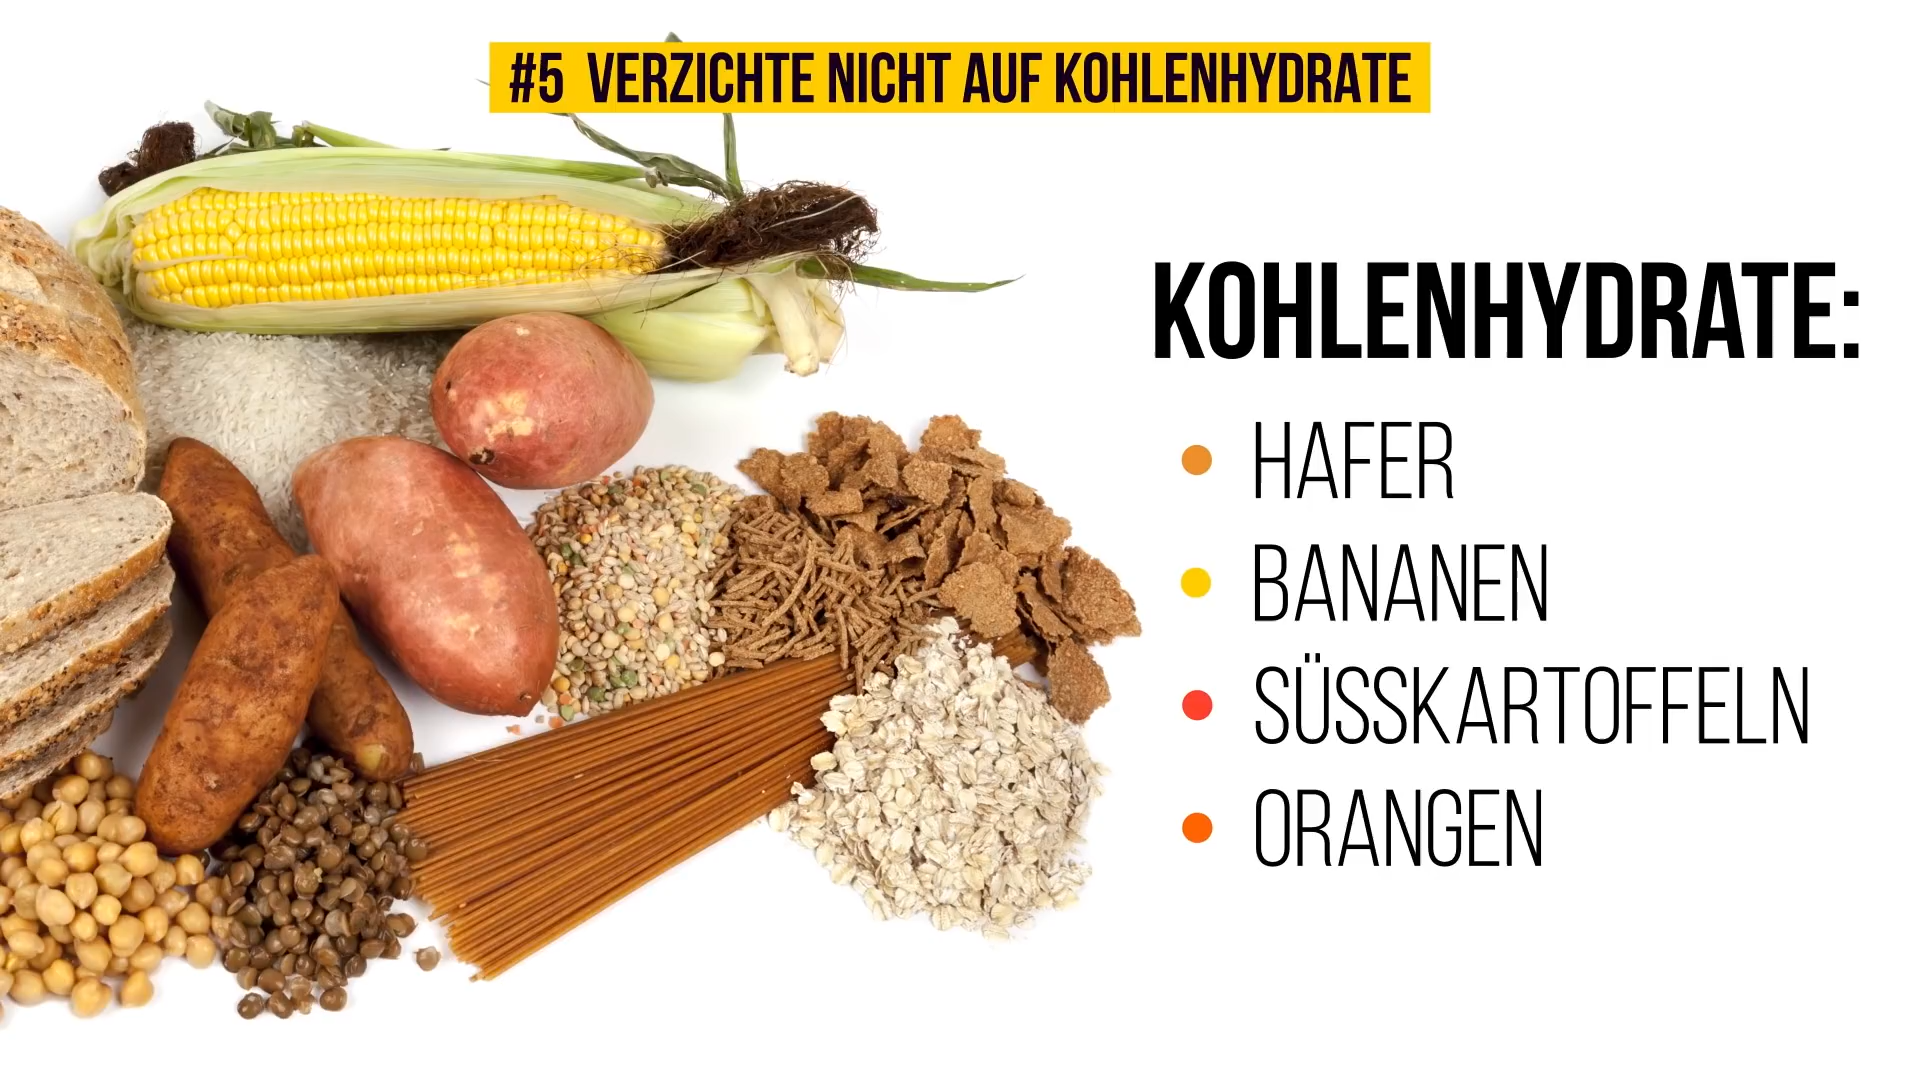 #5 VERZICHTE NICHT AUF KOHLENHYDRATE
KOHLENHYDRATE:
HAFER
BANANEN
SÜSSKARTOFFELN
ORANGEN